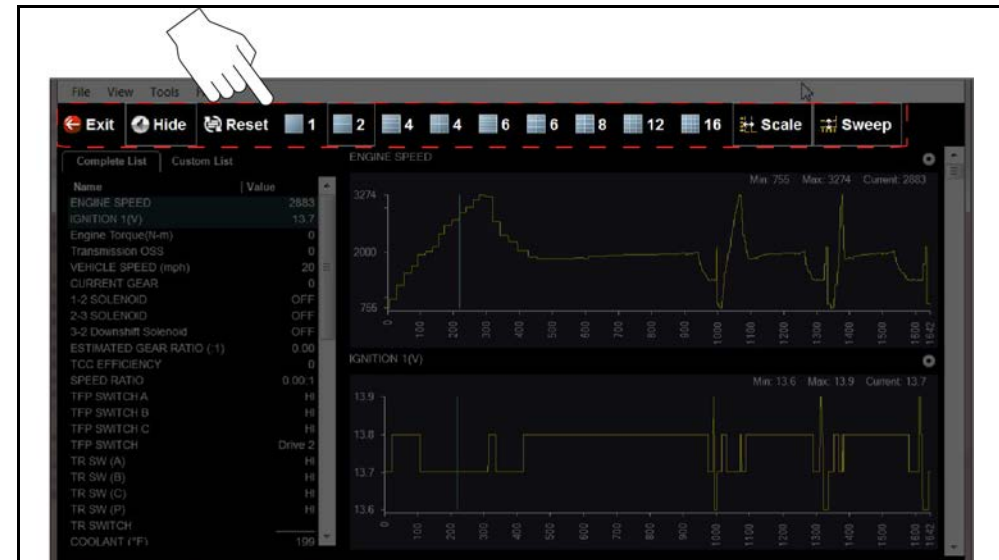 File View Tools
Exit Hide Reset 1 2 4 4 6 6 8 12 16 Scale Sweep
Complete List Custom List
Name Value
ENGINE SPEED 2883
IGNITION 1(V) 13.7
Engine Torque(N-m) 0
Transmission OSS 0
VEHICLE SPEED (mph) 20
CURRENT GEAR 0
1-2 SOLENOID OFF
2-3 SOLENOID OFF
3-2 Downshift Solenoid OFF
ESTIMATED GEAR RATIO (:1) 0.00
TCC EFFICIENCY 0
SPEED RATIO 0.00:1
TFP SWITCH A HI
TFP SWITCH B HI
TFP SWITCH C HI
TFP SWITCH Drive 2
TR SW (A) HI
TR SW (B) HI
TR SW (C) HI
TR SW (P) HI
TR SWITCH
COOLANT (°F) 199
ENGINE SPEED
Min: 755 Max: 3274 Current: 2883
3274
2000
755
0 100 200 300 400 500 600 700 800 900 1000 1100 1200 1300 1400 1500 1600 1642
IGNITION 1(V)
Min: 13.6 Max: 13.9 Current: 13.7
13.9
13.8
13.7
13.6
0 100 200 300 400 500 600 700 800 900 1000 1100 1200 1300 1400 1500 1600 1642